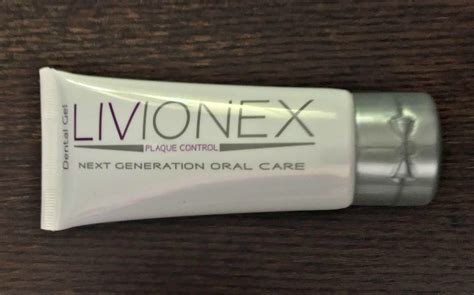 Dental Gel
LIVIONEX
PLAQUE CONTROL
NEXT GENERATION ORAL CARE